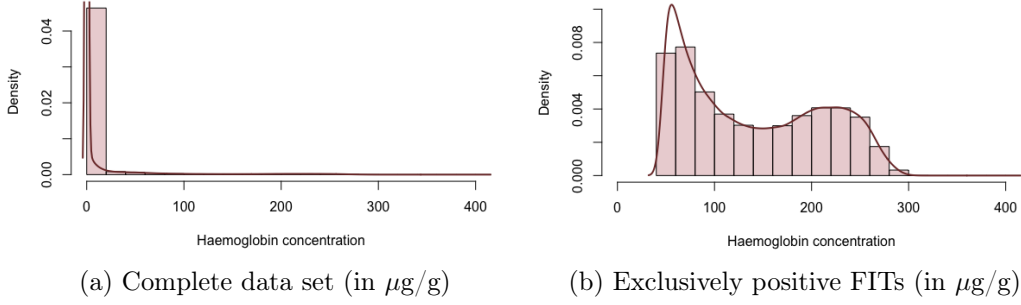 0.04
0.02
0.00
Density
0 100 200 300 400
Haemoglobin concentration
(a) Complete data set (in μg/g)
0.008
0.004
0.000
Density
0 100 200 300 400
Haemoglobin concentration
(b) Exclusively positive FITs (in μg/g)